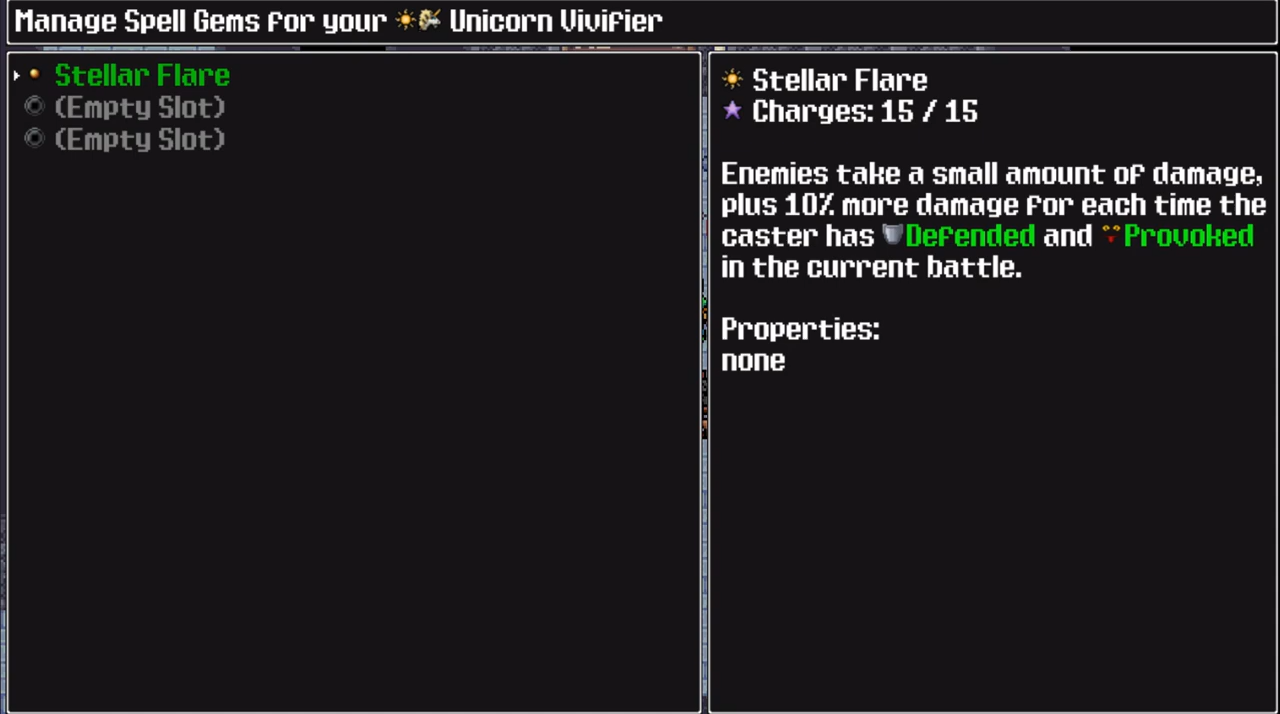 Manage Spell Gems for your Unicorn Vivifier
Stellar Flare
(Empty Slot)
(Empty Slot)
Stellar Flare
Charges: 15 / 15
Enemies take a small amount of damage,
plus 10% more damage for each time the
caster has Defended and Provoked
in the current battle.
Properties:
none